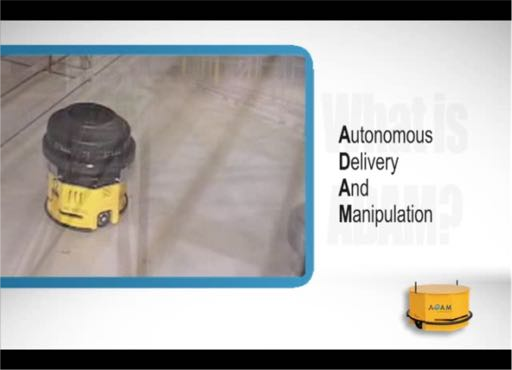 What is
ADAM?
Autonomous
Delivery
And
Manipulation
ADAM